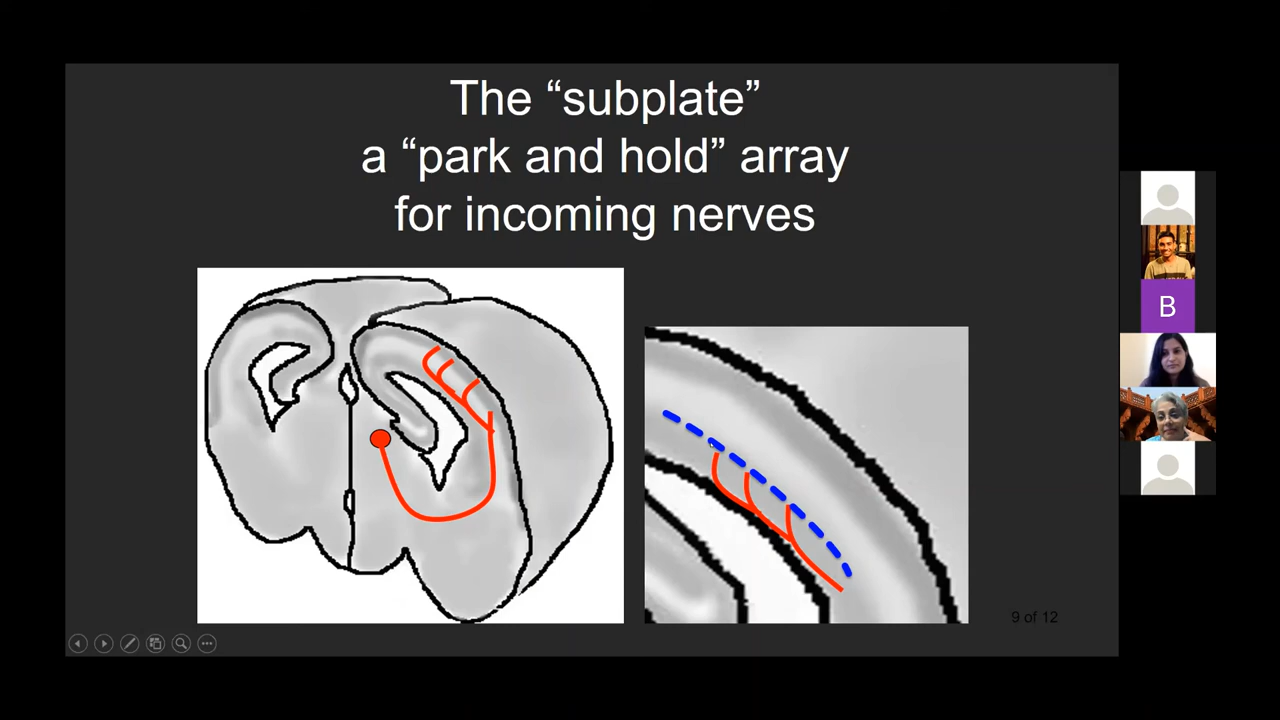 The “subplate”
a “park and hold” array
for incoming nerves
B
9 of 12